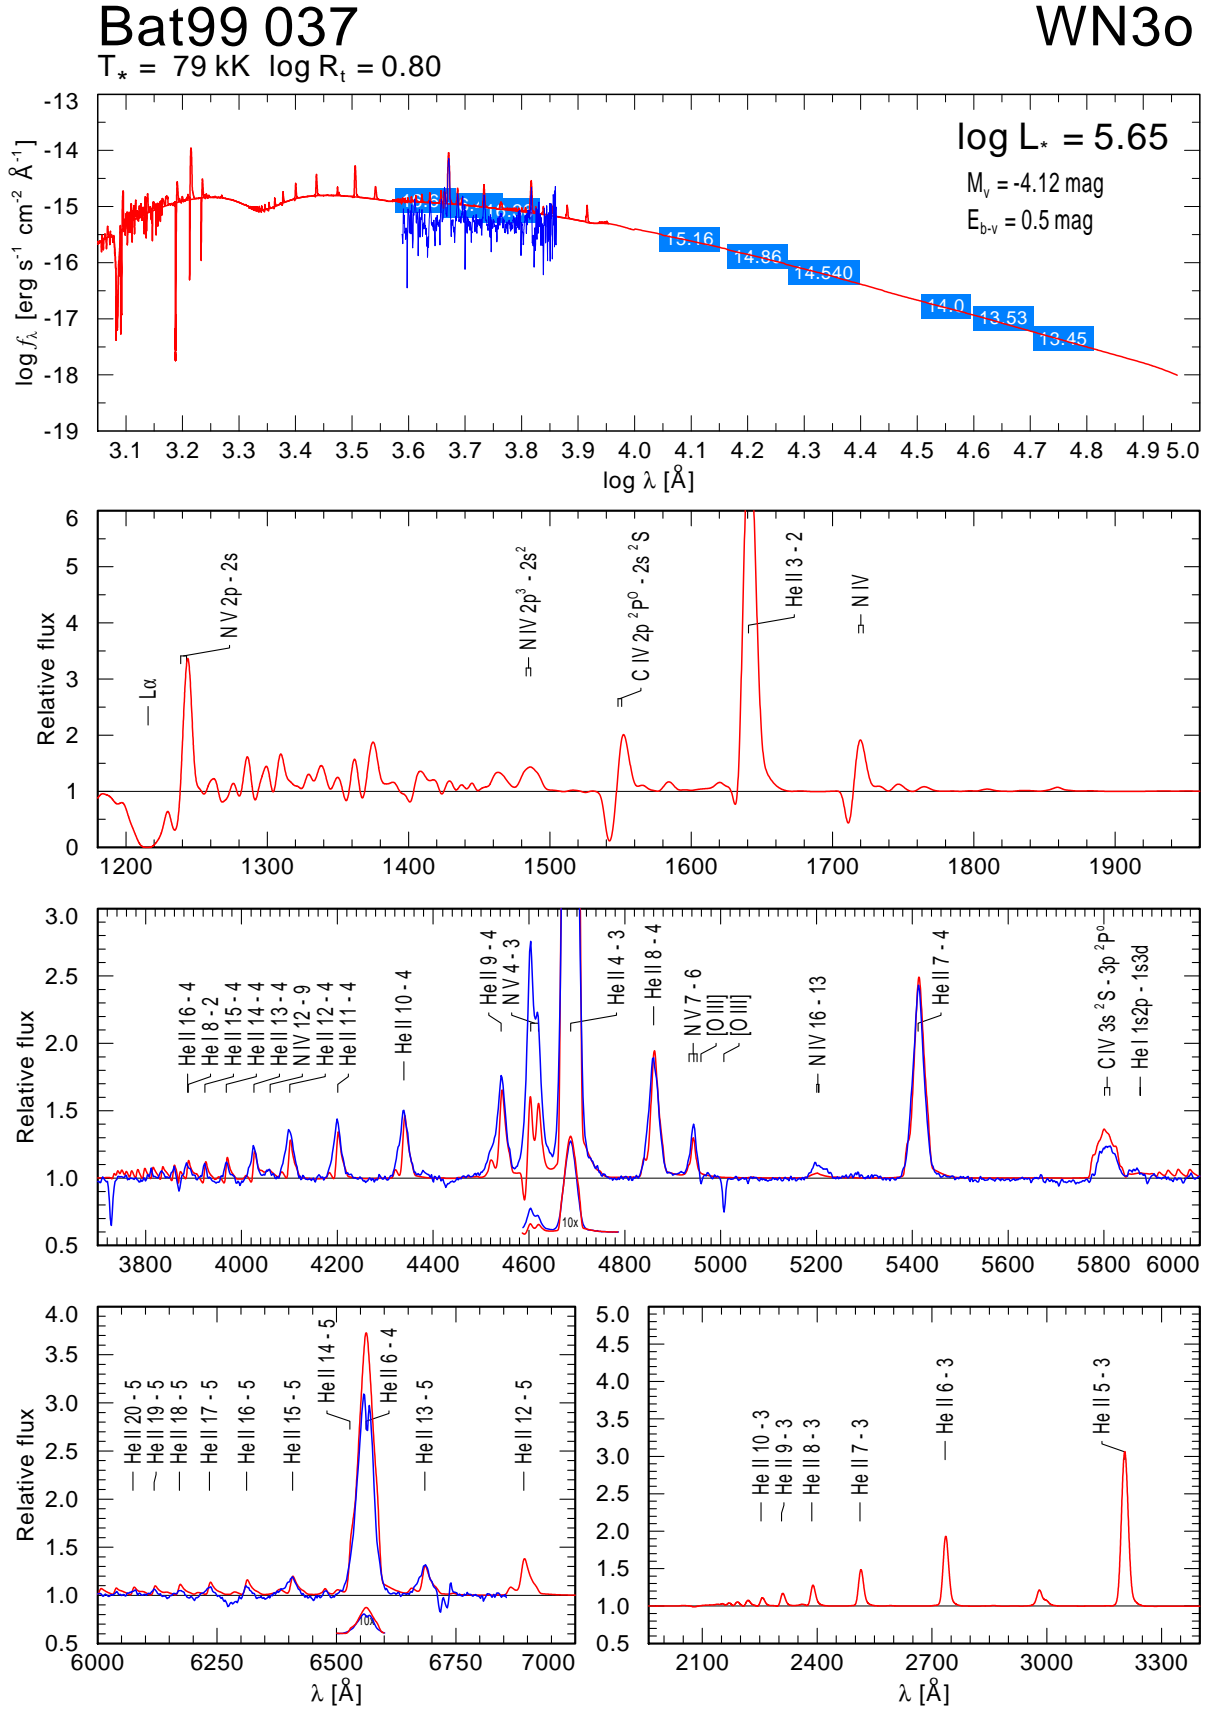 Bat99 037
WN3o
T* = 79 kK log Rt = 0.80
-13
-14
-15
-16
-17
-18
-19
log fλ [erg s-1 cm-2 Å-1]
log L* = 5.65
Mv = -4.12 mag
Eb-v = 0.5 mag
15.16
14.86
14.540
14.0
13.53
13.45
3.1 3.2 3.3 3.4 3.5 3.6 3.7 3.8 3.9 4.0 4.1 4.2 4.3 4.4 4.5 4.6 4.7 4.8 4.9 5.0
log λ [Å]
6
5
4
3
2
1
0
Relative flux
Lα
N V 2p - 2s
N IV 2p3 - 2s2
C IV 2p 2P0 - 2s 2S
He II 3 - 2
N IV
1200 1300 1400 1500 1600 1700 1800 1900
3.0
2.5
2.0
1.5
1.0
0.5
Relative flux
He II 16 - 4
He I 8 - 2
He II 15 - 4
He II 14 - 4
He II 13 - 4
N IV 12 - 9
He II 12 - 4
He II 11 - 4
He II 10 - 4
He II 9 - 4
N V 4 - 3
He II 4 - 3
He II 8 - 4
N V 7 - 6
[O III]
[O III]
N IV 16 - 13
He II 7 - 4
C IV 3s 2S - 3p 2P0
He I 1s2p - 1s3d
10x
3800 4000 4200 4400 4600 4800 5000 5200 5400 5600 5800 6000
4.0
3.5
3.0
2.5
2.0
1.5
1.0
0.5
Relative flux
He II 20 - 5
He II 19 - 5
He II 18 - 5
He II 17 - 5
He II 16 - 5
He II 15 - 5
He II 14 - 5
He II 6 - 4
He II 13 - 5
He II 12 - 5
10x
6000 6250 6500 6750 7000
λ [Å]
5.0
4.5
4.0
3.5
3.0
2.5
2.0
1.5
1.0
0.5
He II 10 - 3
He II 9 - 3
He II 8 - 3
He II 7 - 3
He II 6 - 3
He II 5 - 3
2100 2400 2700 3000 3300
λ [Å]